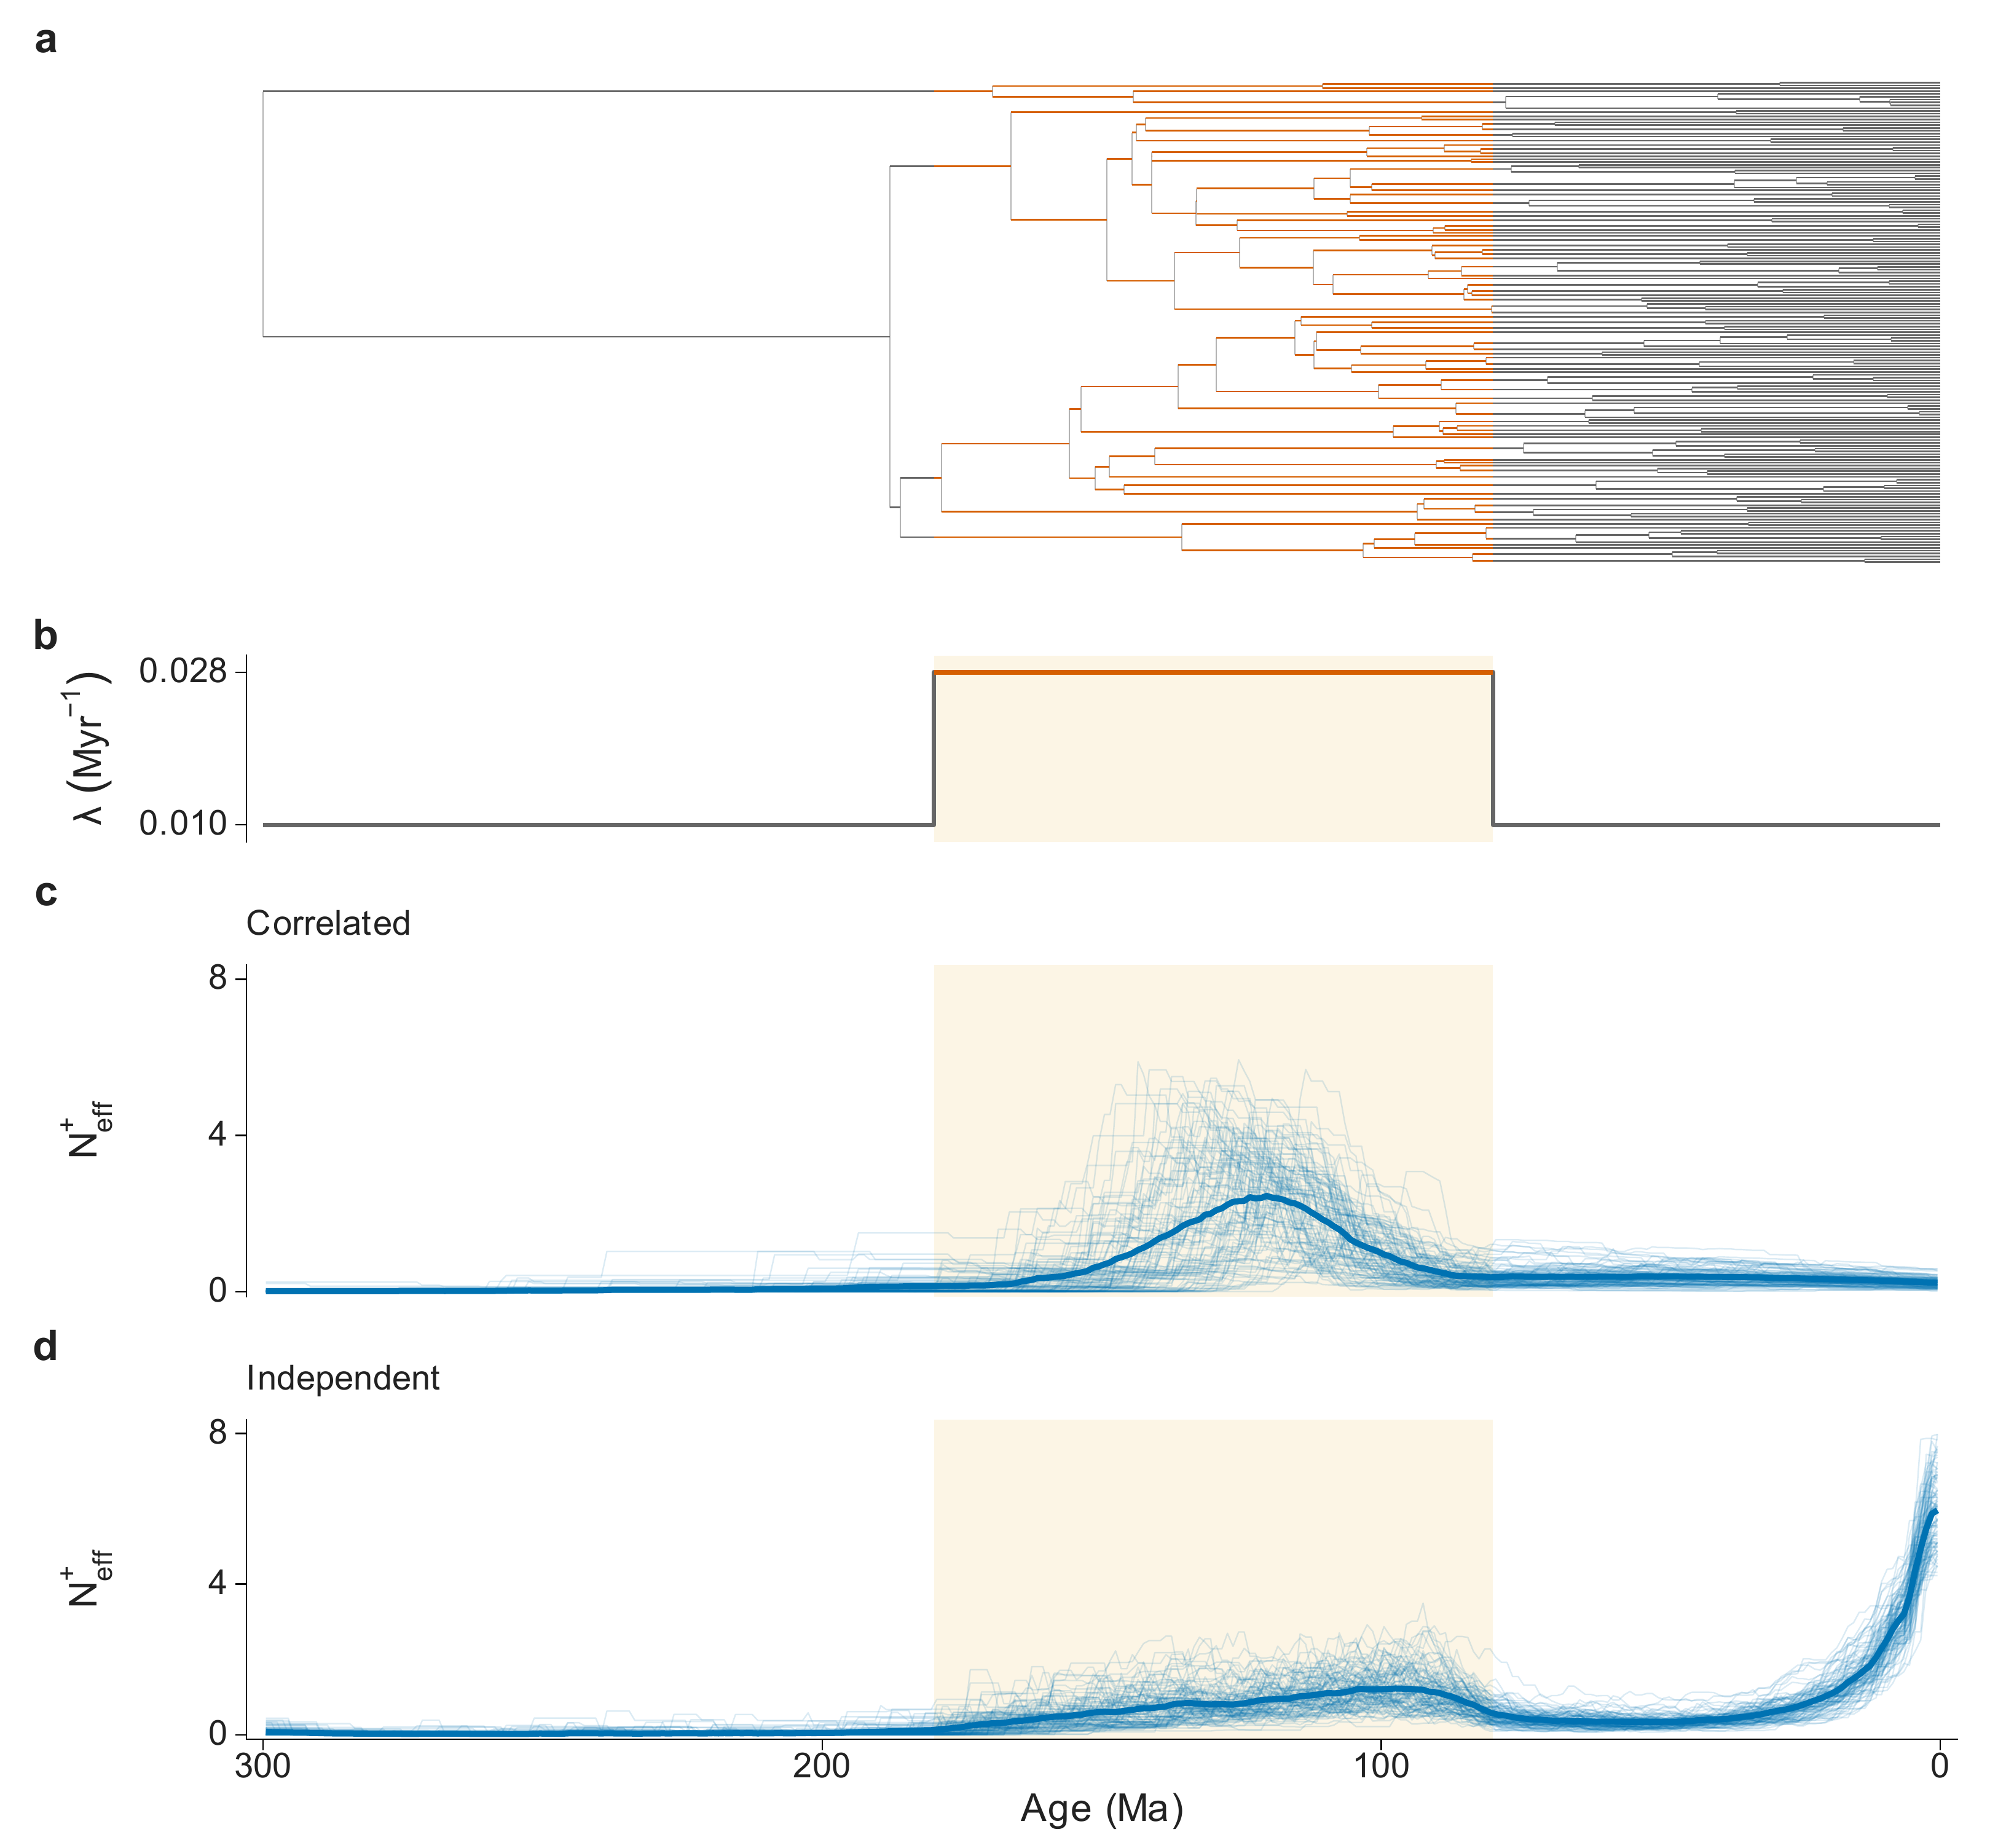 a
b
0.028
0.010
λ (Myr⁻¹)
c
Correlated
8
4
0
N⁺eff
d
Independent
8
4
0
N⁺eff
300 200 100 0
Age (Ma)